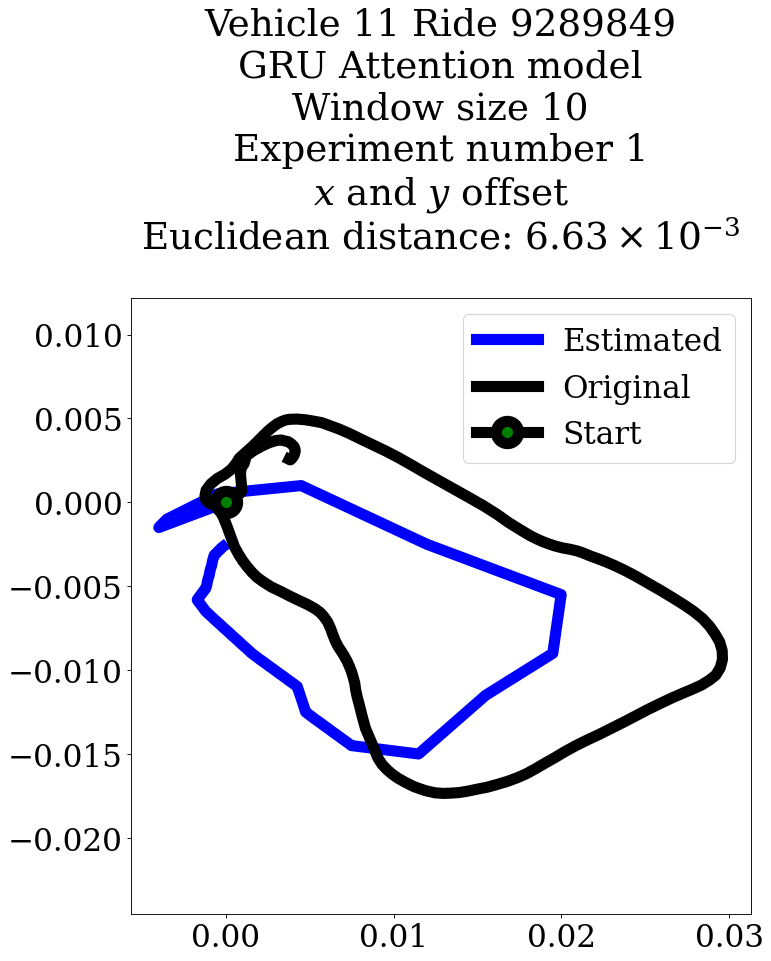 Vehicle 11 Ride 9289849
GRU Attention model
Window size 10
Experiment number 1
x and y offset
Euclidean distance: 6.63 × 10⁻³
Estimated
Original
Start
0.010
0.005
0.000
−0.005
−0.010
−0.015
−0.020
0.00 0.01 0.02 0.03